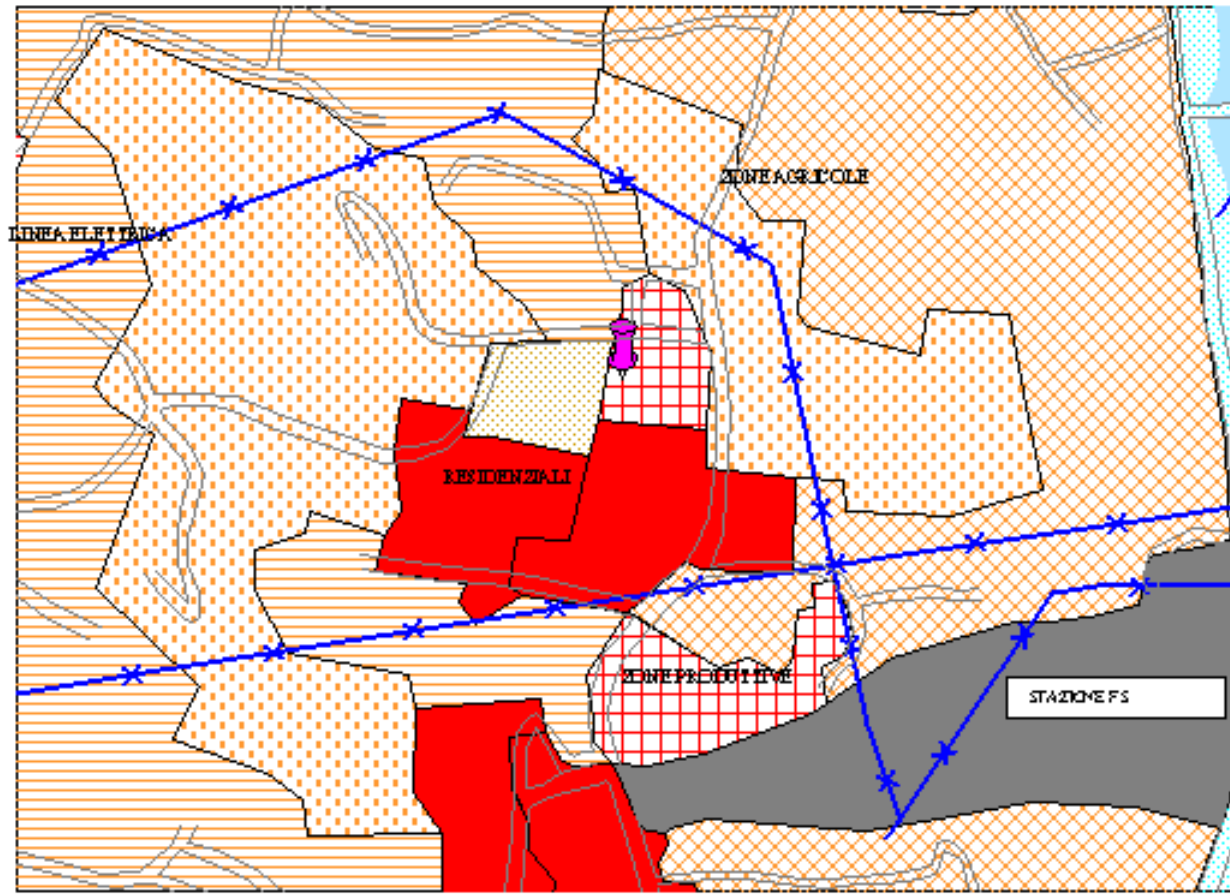 ZONE AGRICOLE
LINEA ELETTRICA
RESIDENZIALI
ZONE PRODUTTIVE
STAZIONE FS